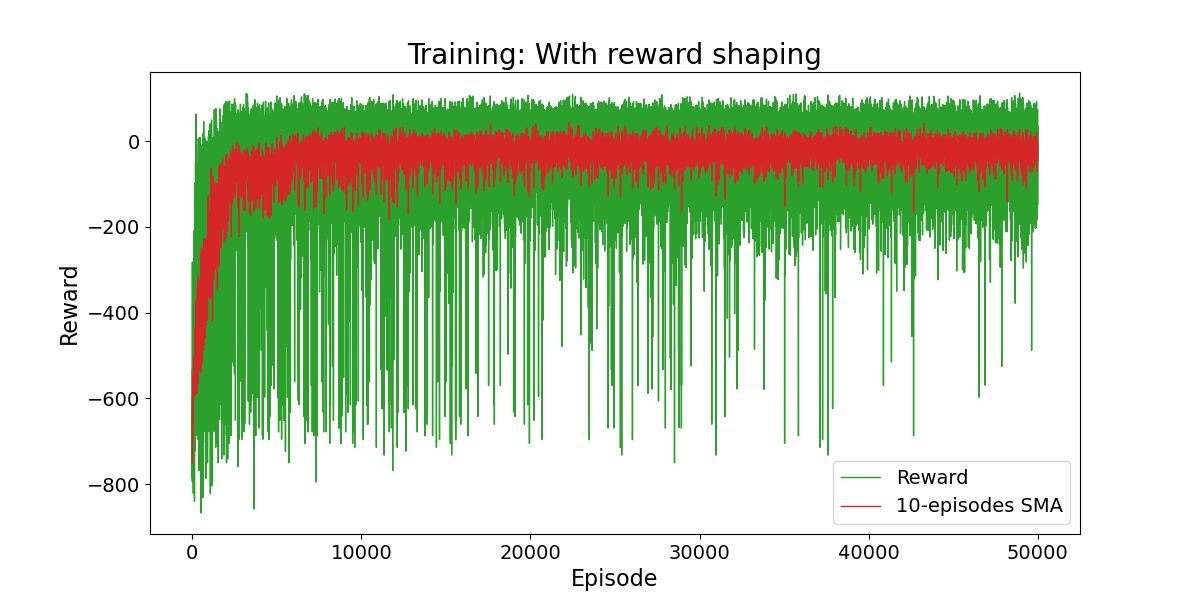 Training: With reward shaping
Reward
0
−200
−400
−600
−800
Reward
10-episodes SMA
0
10000
20000
30000
40000
50000
Episode